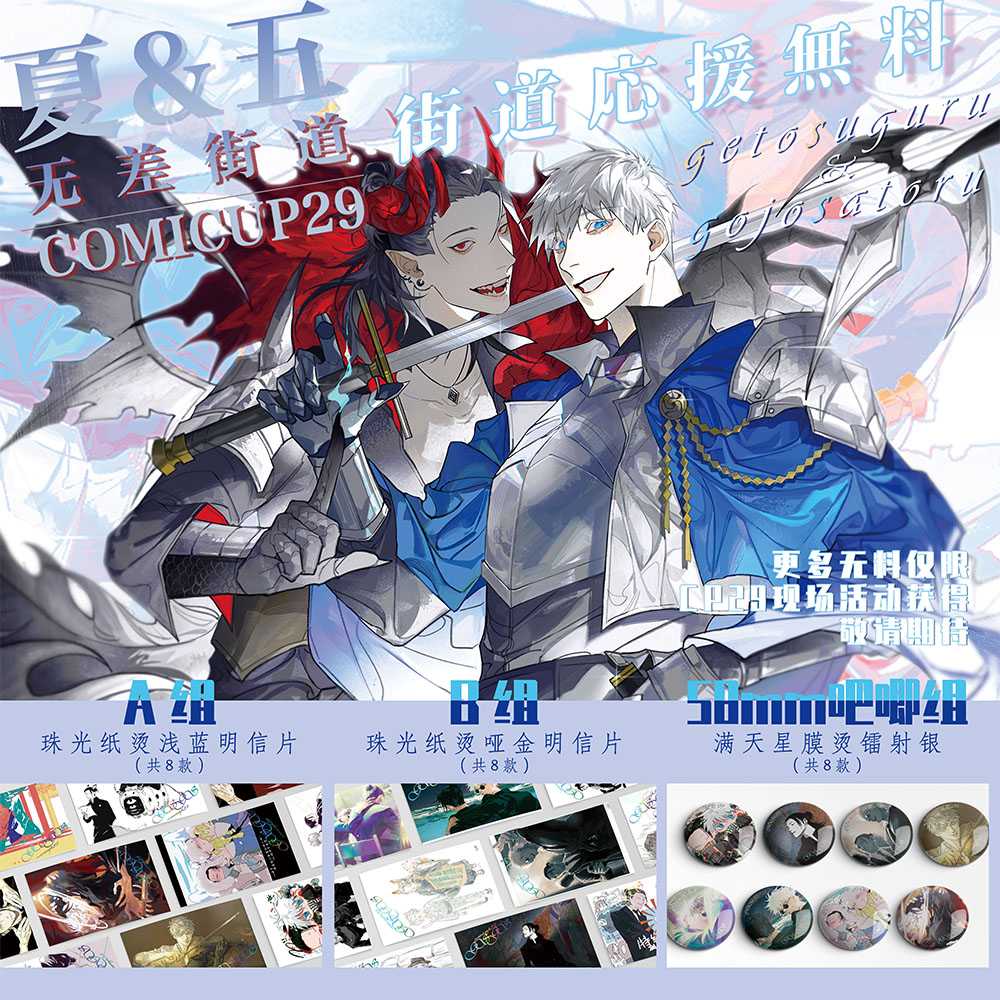 夏&五
无差街道
COMICUP29
街道応援無料
getosuguru
&
gojosatoru
更多无料仅限
CP29现场活动获得
敬请期待
A组
珠光纸烫浅蓝明信片
(共8款)
B组
珠光纸烫哑金明信片
(共8款)
58mm吧唧组
满天星膜烫镭射银
(共8款)